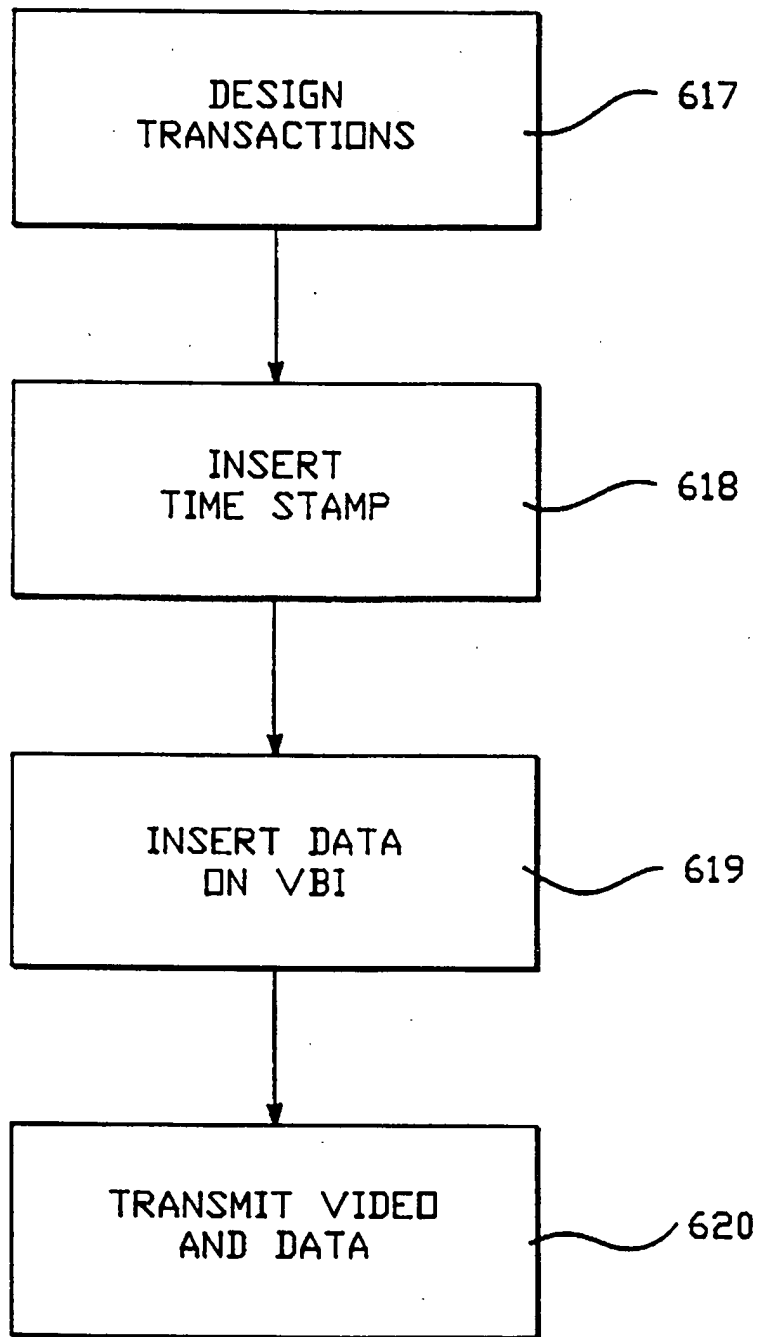 DESIGN
TRANSACTIONS
617
INSERT
TIME STAMP
618
INSERT DATA
ON VBI
619
TRANSMIT VIDEO
AND DATA
620